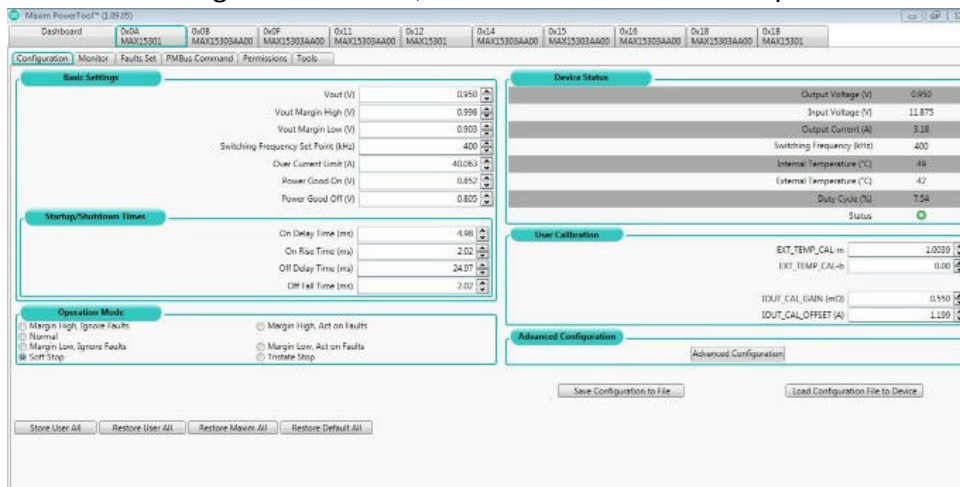 Maxim PowerTool™ (1.09.05)
Dashboard 0x0A 0x0B 0x0F 0x11 0x12 0x14 0x15 0x16 0x18 0x1B
MAX15301 MAX15303AA00 MAX15303AA00 MAX15303AA00 MAX15301 MAX15303AA00 MAX15303AA00 MAX15303AA00 MAX15303AA00 MAX15301
Configuration Monitor Faults Set PMBus Command Permissions Tools
Basic Settings
Vout (V) 0.950
Vout Margin High (V) 0.998
Vout Margin Low (V) 0.903
Switching Frequency Set Point (kHz) 400
Over Current Limit (A) 40.063
Power Good On (V) 0.852
Power Good Off (V) 0.805
Startup/Shutdown Times
On Delay Time (ms) 4.98
On Rise Time (ms) 2.02
Off Delay Time (ms) 24.97
Off Fall Time (ms) 2.02
Operation Mode
Margin High, Ignore Faults Margin High, Act on Faults
Normal
Margin Low, Ignore Faults Margin Low, Act on Faults
Soft Stop Tristate Stop
Device Status
Output Voltage (V) 0.950
Input Voltage (V) 11.875
Output Current (A) 3.18
Switching Frequency (kHz) 400
Internal Temperature (°C) 49
External Temperature (°C) 42
Duty Cycle (%) 7.54
Status
User Calibration
EXT_TEMP_CAL-m 1.0039
EXT_TEMP_CAL-b 0.00
IOUT_CAL_GAIN (mΩ) 0.550
IOUT_CAL_OFFSET (A) 1.199
Advanced Configuration
Advanced Configuration
Save Configuration to File Load Configuration File to Device
Store User All Restore User All Restore Maxim All Restore Default All